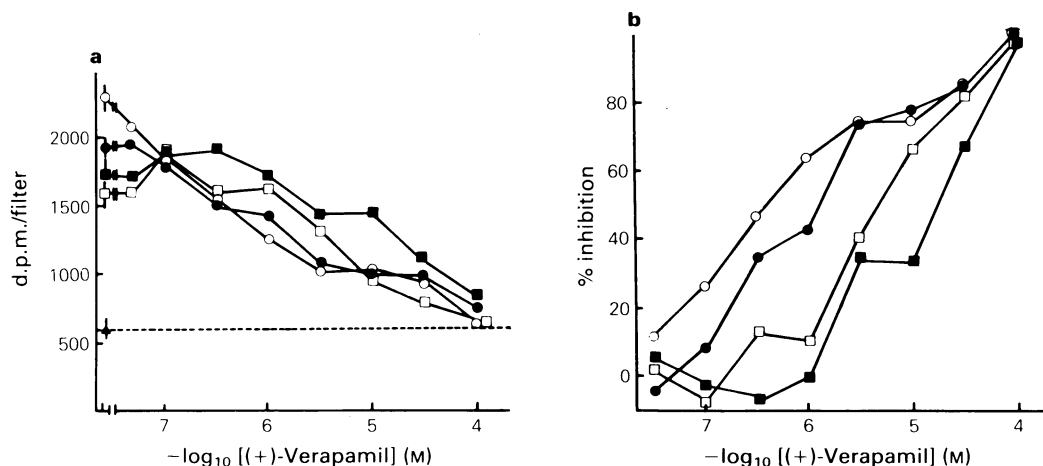 a
2000
1500
1000
500
d.p.m./filter
7 6 5 4
−log₁₀ [(+)-Verapamil] (M)
b
80
60
40
20
0
% inhibition
7 6 5 4
−log₁₀ [(+)-Verapamil] (M)